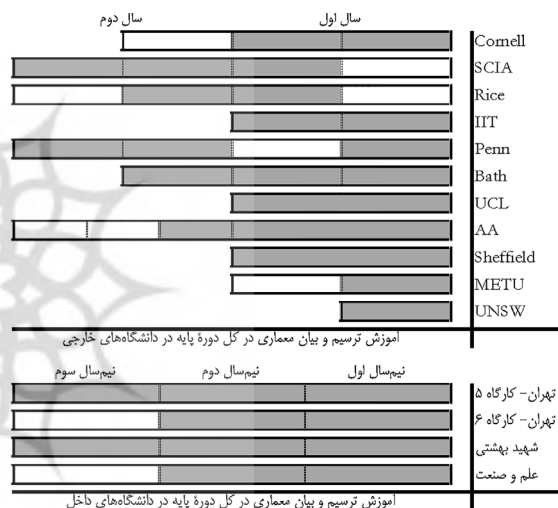 سال اول
سال دوم
Cornell
SCIA
Rice
IIT
Penn
Bath
UCL
AA
Sheffield
METU
UNSW
آموزش ترسیم و بیان معماری در کل دورهٔ پایه در دانشگاه‌های خارجی
نیم‌سال اول
نیم‌سال دوم
نیم‌سال سوم
تهران- کارگاه ۵
تهران- کارگاه ۶
شهید بهشتی
علم و صنعت
آموزش ترسیم و بیان معماری در کل دورهٔ پایه در دانشگاه‌های داخل